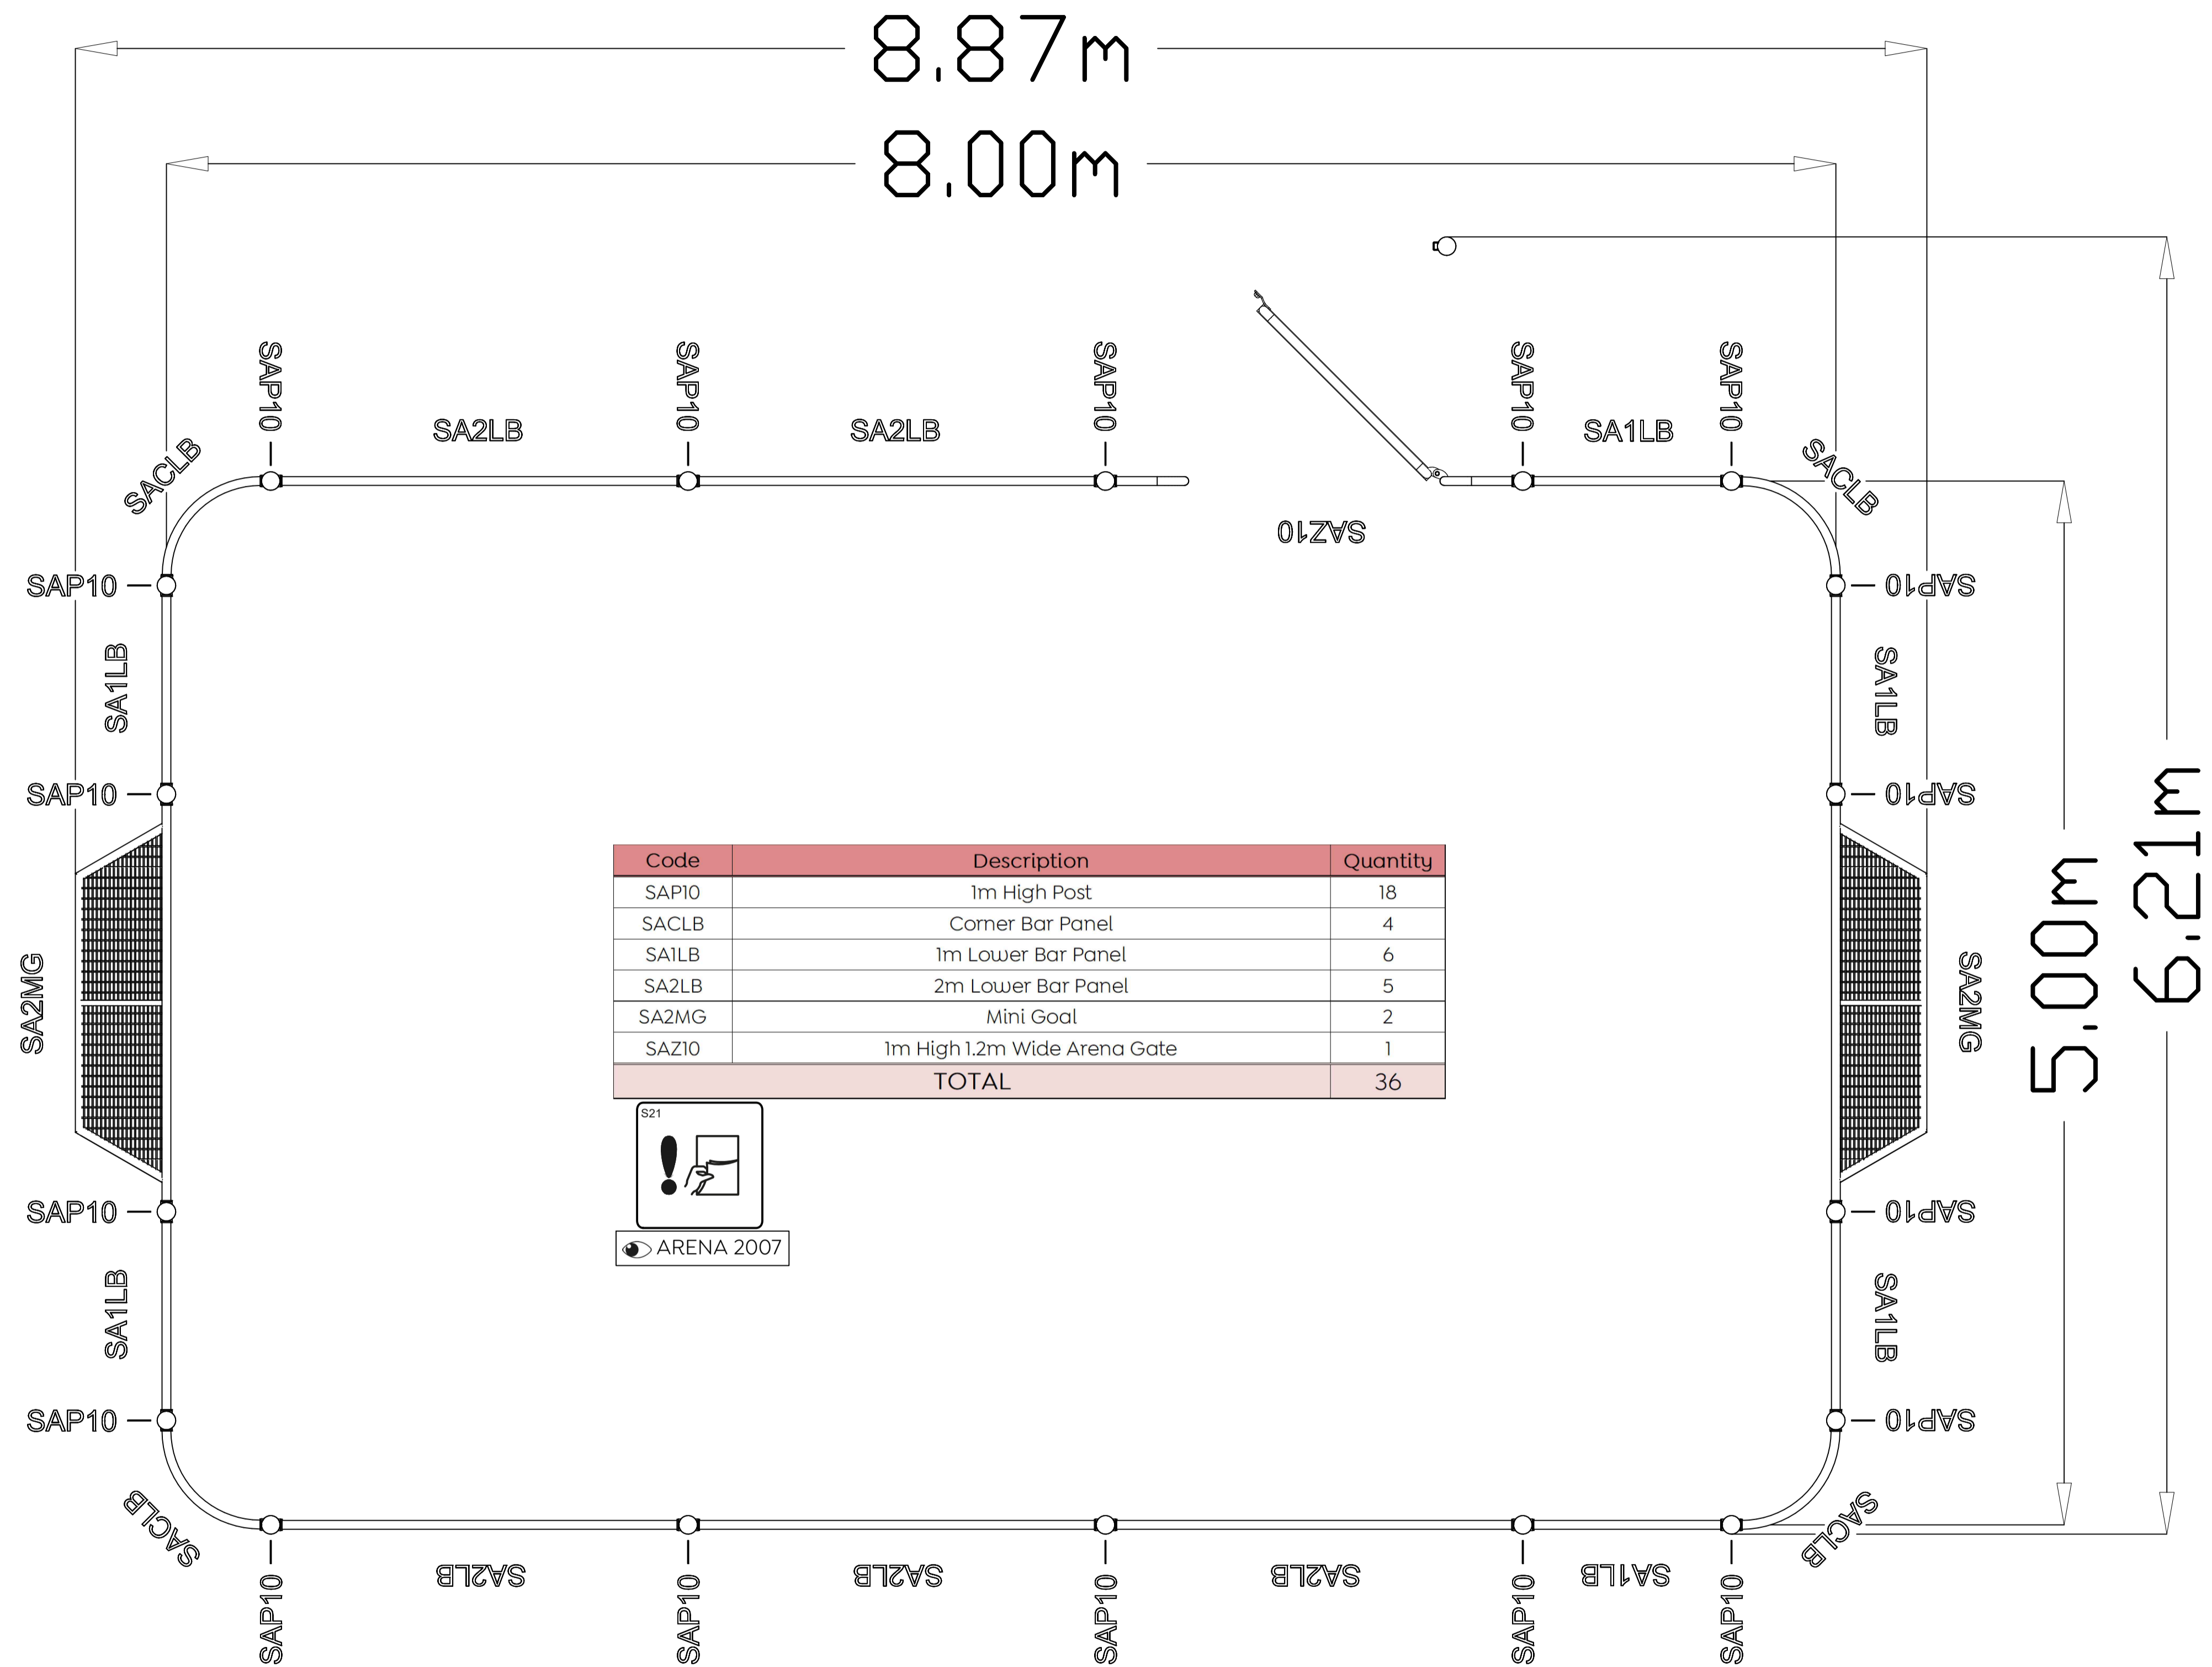 8.87m
8.00m
SAP10
SAP10
SAP10
SAP10
SAP10
SA2LB
SA2LB
SA1LB
SACLB
SACLB
SAZ10
SAP10
SAP10
SA1LB
SA1LB
SAP10
SAP10
6.21m
5.00m
Code Description Quantity
SAP10 1m High Post 18
SACLB Corner Bar Panel 4
SA1LB 1m Lower Bar Panel 6
SA2LB 2m Lower Bar Panel 5
SA2MG Mini Goal 2
SAZ10 1m High 1.2m Wide Arena Gate 1
TOTAL 36
SA2MG
SA2MG
S21
ARENA 2007
SAP10
SAP10
SA1LB
SA1LB
SAP10
SAP10
SACLB
SACLB
SA2LB
SA2LB
SA2LB
SA1LB
SAP10
SAP10
SAP10
SAP10
SAP10